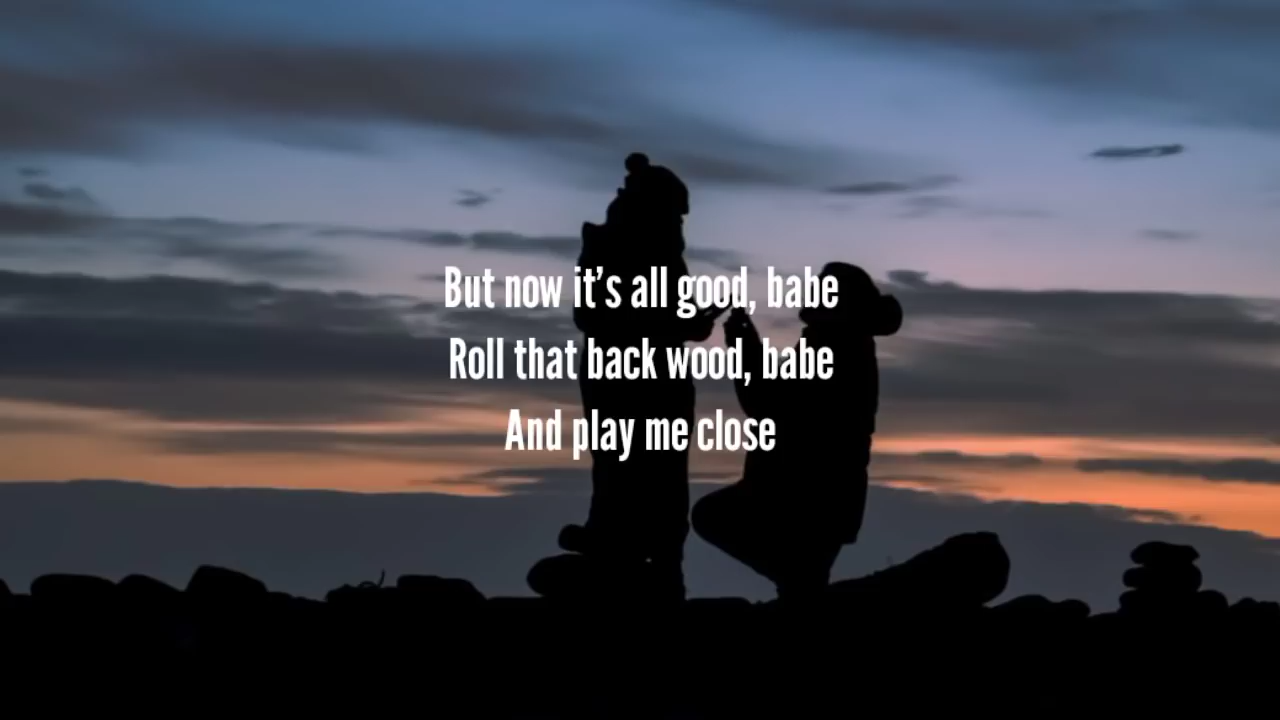 But now it’s all good, babe
Roll that back wood, babe
And play me close